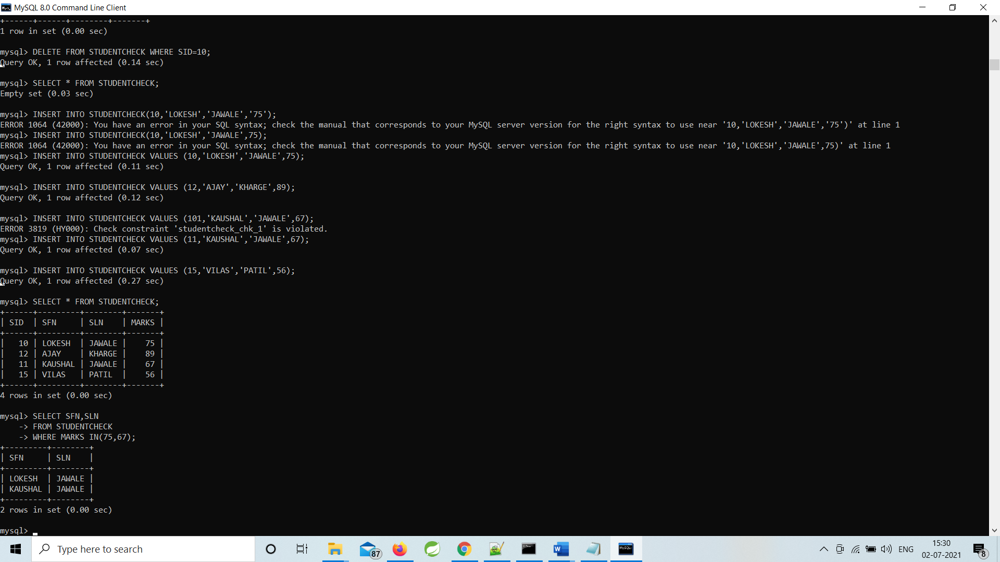 MySQL 8.0 Command Line Client
+------+------+--------+-------+
1 row in set (0.00 sec)
mysql> DELETE FROM STUDENTCHECK WHERE SID=10;
Query OK, 1 row affected (0.14 sec)
mysql> SELECT * FROM STUDENTCHECK;
Empty set (0.03 sec)
mysql> INSERT INTO STUDENTCHECK(10,'LOKESH','JAWALE','75');
ERROR 1064 (42000): You have an error in your SQL syntax; check the manual that corresponds to your MySQL server version for the right syntax to use near '10,'LOKESH','JAWALE','75')' at line 1
mysql> INSERT INTO STUDENTCHECK(10,'LOKESH','JAWALE',75);
ERROR 1064 (42000): You have an error in your SQL syntax; check the manual that corresponds to your MySQL server version for the right syntax to use near '10,'LOKESH','JAWALE',75)' at line 1
mysql> INSERT INTO STUDENTCHECK VALUES (10,'LOKESH','JAWALE',75);
Query OK, 1 row affected (0.11 sec)
mysql> INSERT INTO STUDENTCHECK VALUES (12,'AJAY','KHARGE',89);
Query OK, 1 row affected (0.12 sec)
mysql> INSERT INTO STUDENTCHECK VALUES (101,'KAUSHAL','JAWALE',67);
ERROR 3819 (HY000): Check constraint 'studentcheck_chk_1' is violated.
mysql> INSERT INTO STUDENTCHECK VALUES (11,'KAUSHAL','JAWALE',67);
Query OK, 1 row affected (0.07 sec)
mysql> INSERT INTO STUDENTCHECK VALUES (15,'VILAS','PATIL',56);
Query OK, 1 row affected (0.27 sec)
mysql> SELECT * FROM STUDENTCHECK;
+------+---------+--------+-------+
| SID  | SFN     | SLN    | MARKS |
+------+---------+--------+-------+
|   10 | LOKESH  | JAWALE |    75 |
|   12 | AJAY    | KHARGE |    89 |
|   11 | KAUSHAL | JAWALE |    67 |
|   15 | VILAS   | PATIL  |    56 |
+------+---------+--------+-------+
4 rows in set (0.00 sec)
mysql> SELECT SFN,SLN
    -> FROM STUDENTCHECK
    -> WHERE MARKS IN(75,67);
+---------+--------+
| SFN     | SLN    |
+---------+--------+
| LOKESH  | JAWALE |
| KAUSHAL | JAWALE |
+---------+--------+
2 rows in set (0.00 sec)
mysql>
Type here to search
87
ENG
15:30
02-07-2021
8